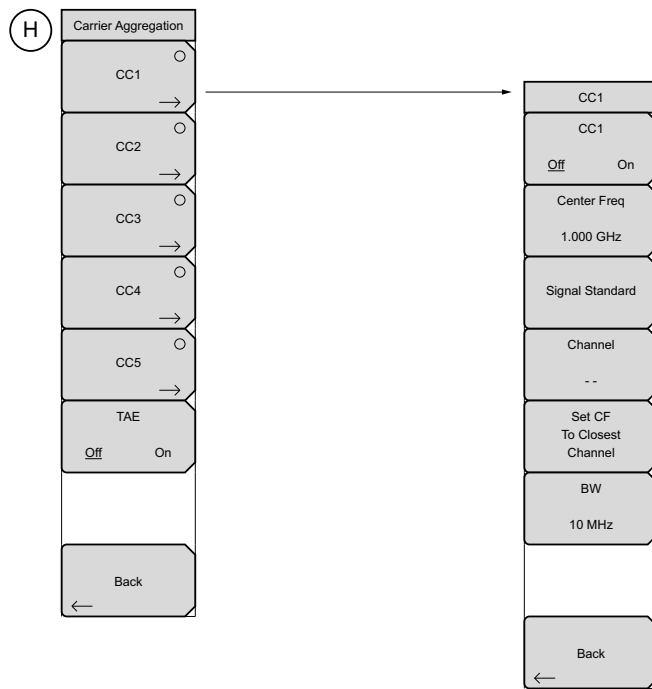 H
Carrier Aggregation
CC1
CC2
CC3
CC4
CC5
TAE
Off On
Back
CC1
CC1
Off On
Center Freq
1.000 GHz
Signal Standard
Channel
- -
Set CF
To Closest
Channel
BW
10 MHz
Back